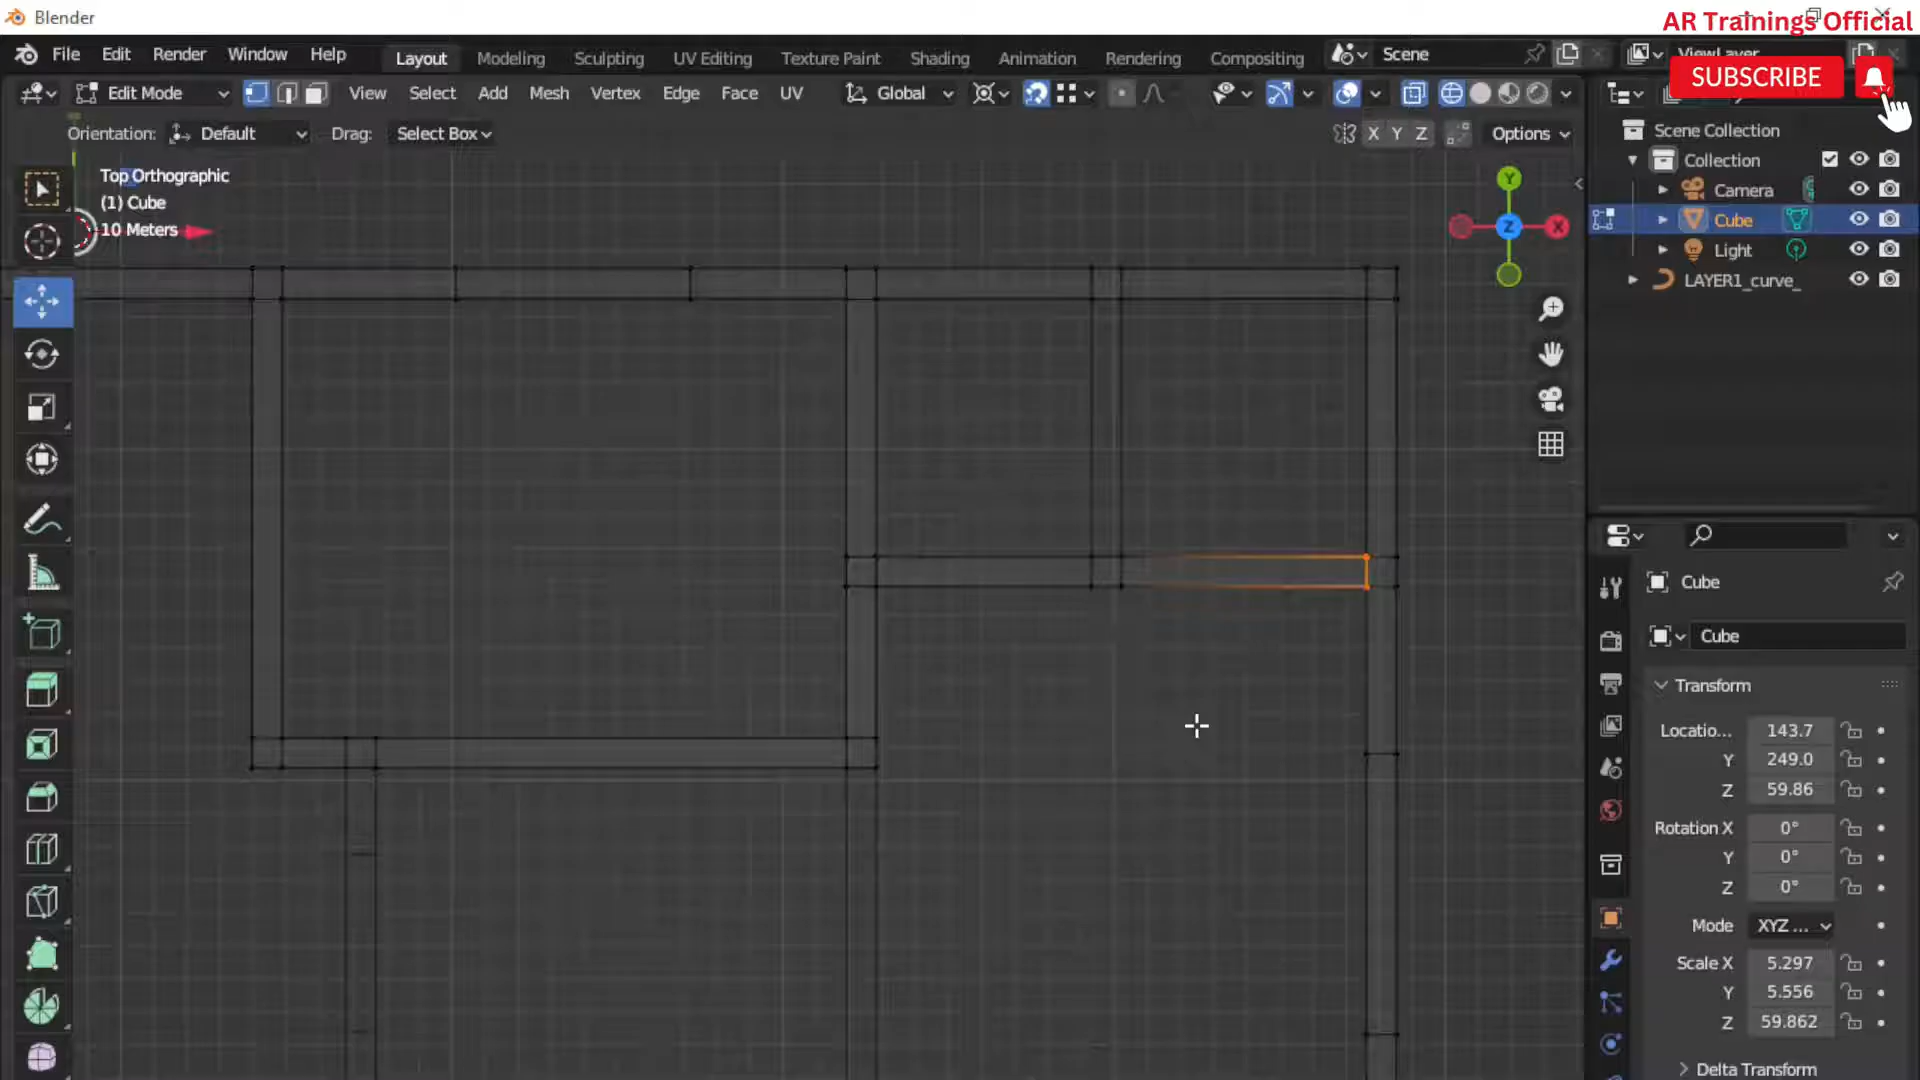 Blender
AR Trainings Official
File Edit Render Window Help Layout Modeling Sculpting UV Editing Texture Paint Shading Animation Rendering Compositing Scene ViewLayer
SUBSCRIBE
Edit Mode View Select Add Mesh Vertex Edge Face UV Global
Orientation: Default Drag: Select Box X Y Z Options
Top Orthographic
(1) Cube
10 Meters
Y
Z X
Scene Collection
Collection
Camera
Cube
Light
LAYER1_curve_
Cube
Cube
Transform
Locatio... 143.7
Y 249.0
Z 59.86
Rotation X 0°
Y 0°
Z 0°
Mode XYZ ...
Scale X 5.297
Y 5.556
Z 59.862
Delta Transform